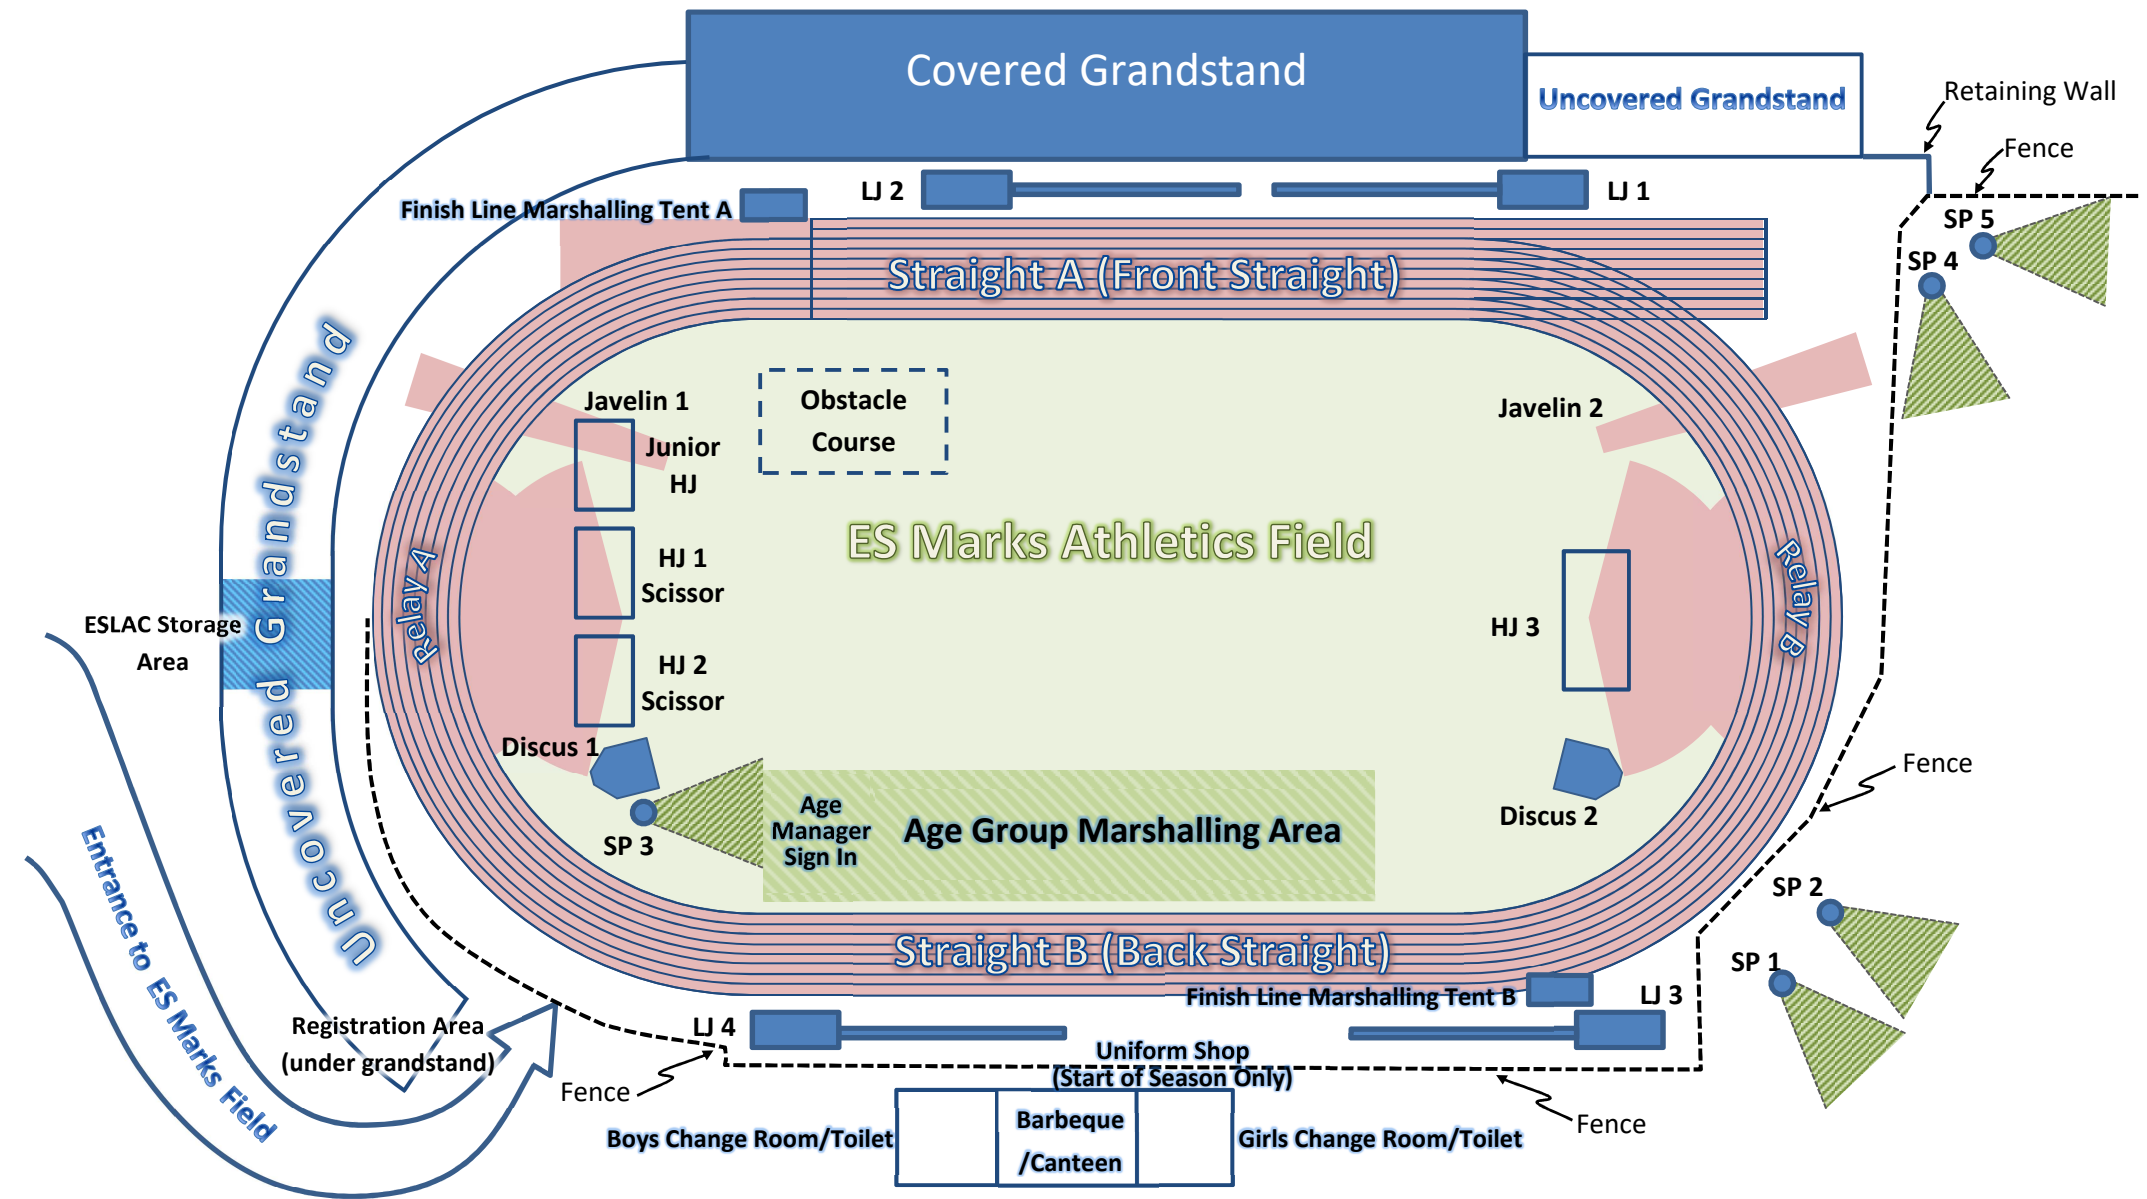 Covered Grandstand
Uncovered Grandstand
Retaining Wall
Fence
LJ 2
LJ 1
Finish Line Marshalling Tent A
SP 5
SP 4
Straight A (Front Straight)
Javelin 1
Obstacle
Course
Javelin 2
Junior
HJ
Uncovered Grandstand
ES Marks Athletics Field
Relay A
HJ 1
Scissor
Relay B
ESLAC Storage
Area
HJ 3
HJ 2
Scissor
Discus 1
Fence
Age
Manager
Sign In
Age Group Marshalling Area
Discus 2
SP 3
SP 2
Entrance to ES Marks Field
Straight B (Back Straight)
SP 1
Finish Line Marshalling Tent B
LJ 3
Registration Area
(under grandstand)
LJ 4
Uniform Shop
(Start of Season Only)
Fence
Fence
Boys Change Room/Toilet
Barbeque
/Canteen
Girls Change Room/Toilet